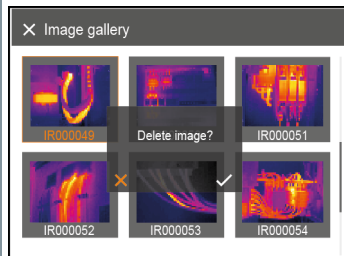 Image gallery
IR000049
Delete image?
IR000051
IR000052
IR000053
IR000054